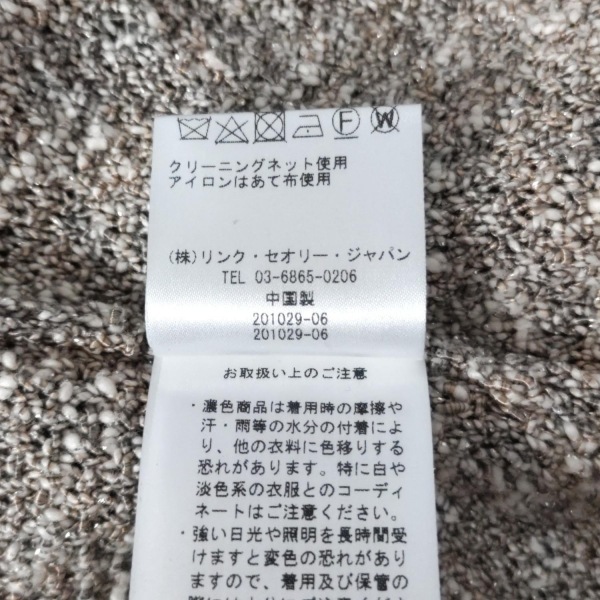 クリーニングネット使用
アイロンはあて布使用
(株)リンク・セオリー・ジャパン
TEL 03-6865-0206
中国製
201029-06
201029-06
お取扱い上のご注意
・濃色商品は着用時の摩擦や
汗・雨等の水分の付着によ
り、他の衣料に色移りする
恐れがあります。特に白や
淡色系の衣服とのコーディ
ネートはご注意ください。
・強い日光や照明を長時間受
けますと変色の恐れがあり
ますので、着用及び保管の